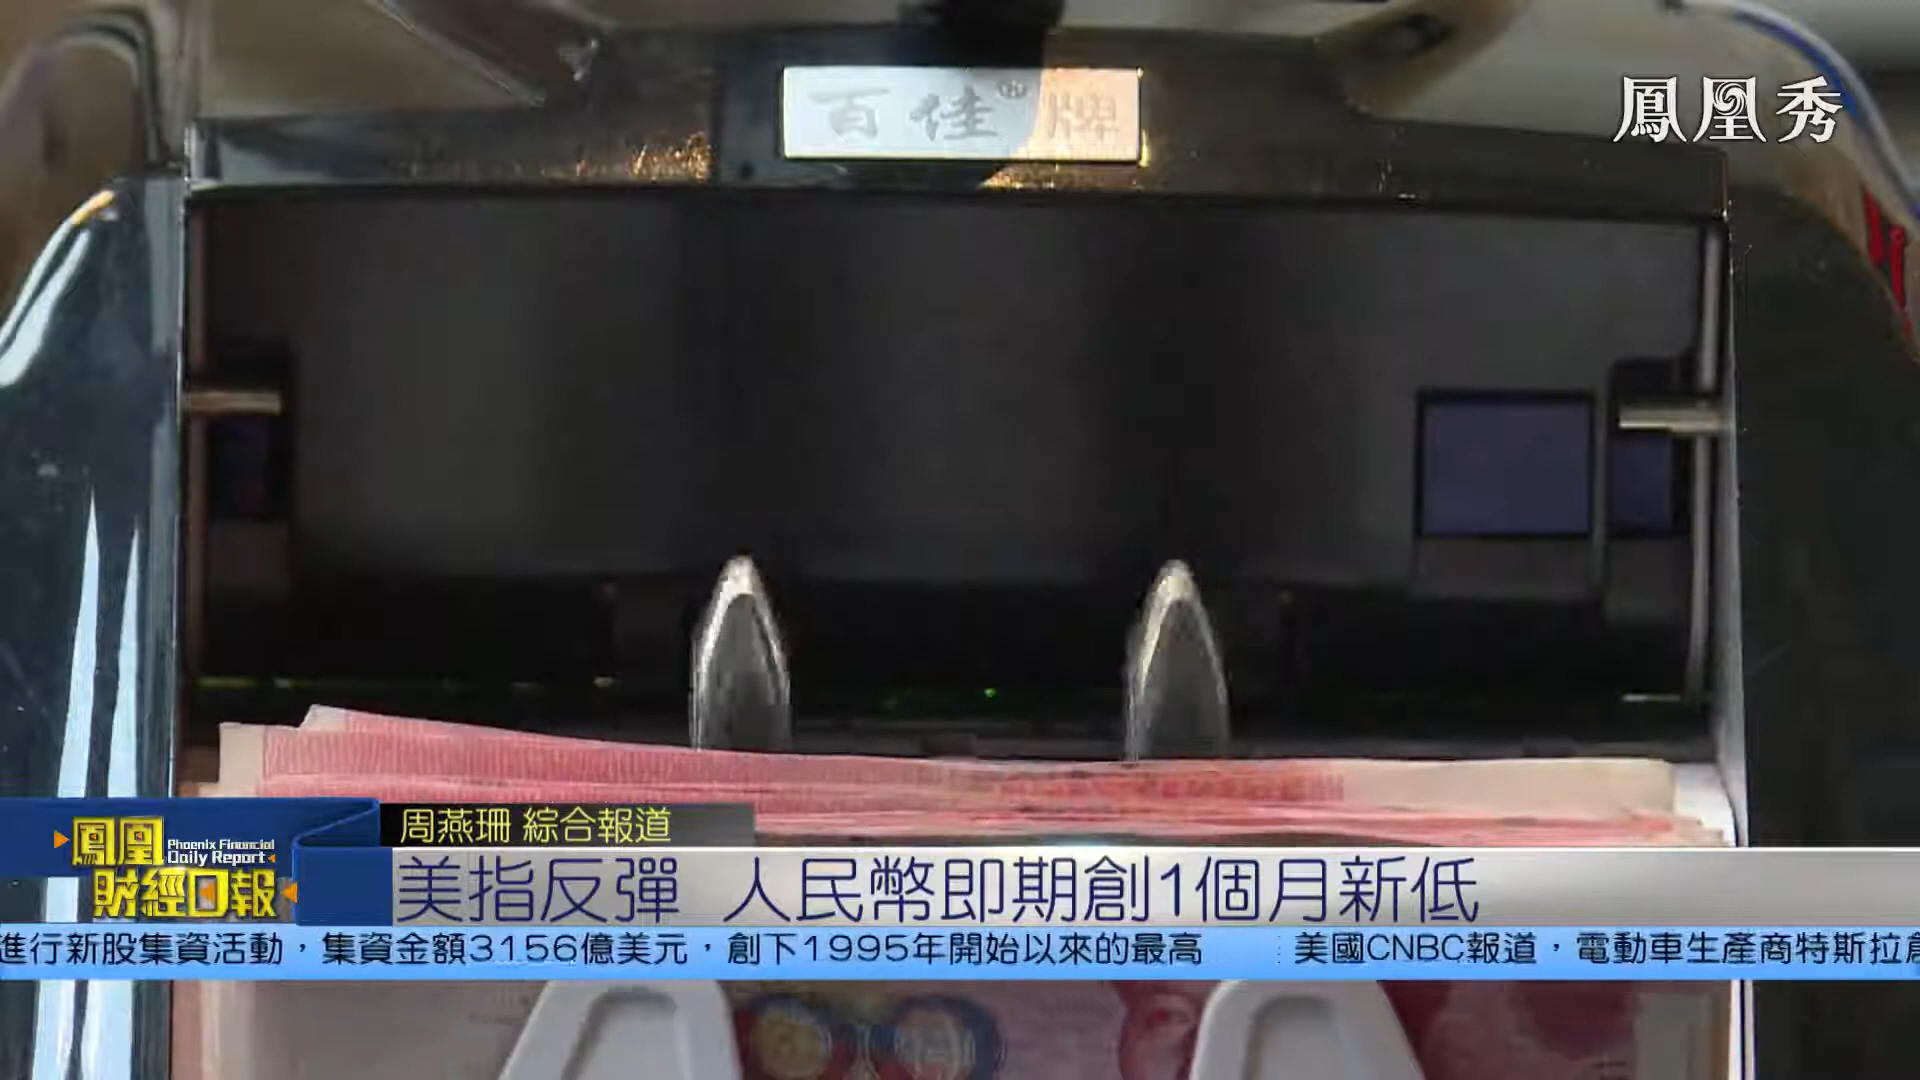 百佳®牌
鳳凰秀
周燕珊 綜合報道
鳳凰 Phoenix Financial
Daily Report
財經日報
美指反彈 人民幣即期創1個月新低
進行新股集資活動,集資金額3156億美元,創下1995年開始以來的最高 美國CNBC報道,電動車生產商特斯拉